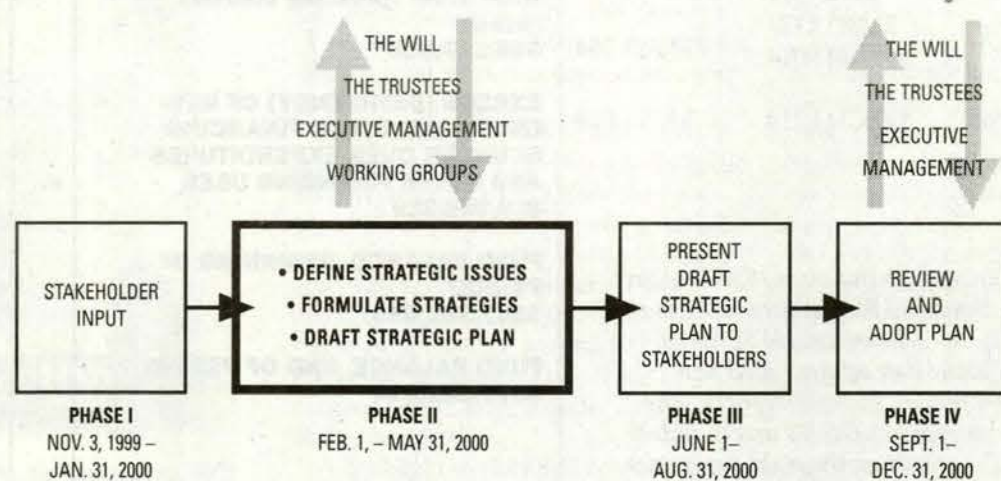 THE WILL
THE TRUSTEES
EXECUTIVE MANAGEMENT
WORKING GROUPS
THE WILL
THE TRUSTEES
EXECUTIVE
MANAGEMENT
STAKEHOLDER
INPUT
• DEFINE STRATEGIC ISSUES
• FORMULATE STRATEGIES
• DRAFT STRATEGIC PLAN
PRESENT
DRAFT
STRATEGIC
PLAN TO
STAKEHOLDERS
REVIEW
AND
ADOPT PLAN
PHASE I
NOV. 3, 1999 –
JAN. 31, 2000
PHASE II
FEB. 1, – MAY 31, 2000
PHASE III
JUNE 1–
AUG. 31, 2000
PHASE IV
SEPT. 1–
DEC. 31, 2000